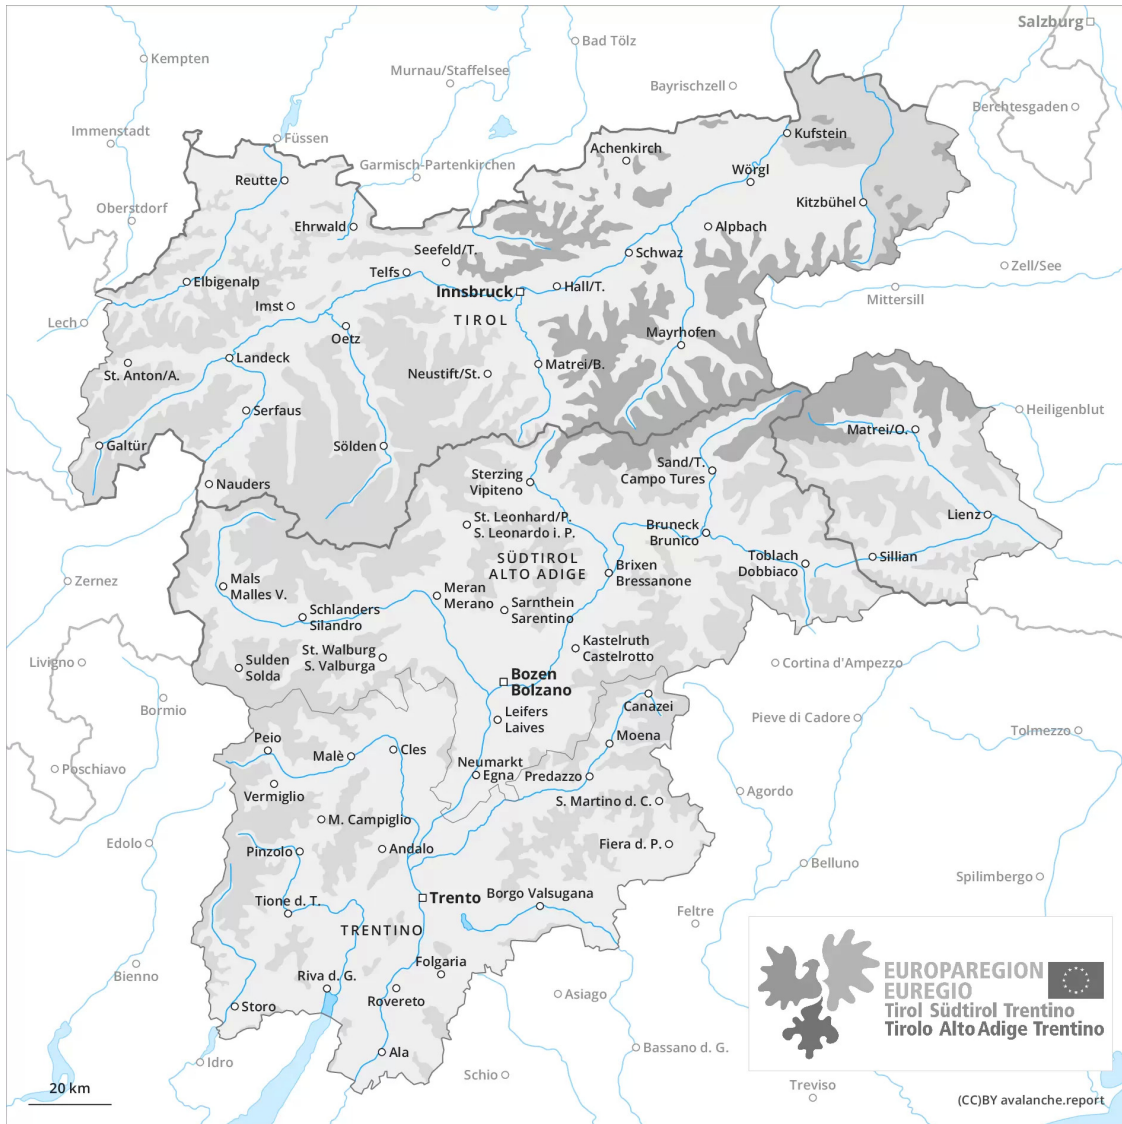 Salzburg
Bad Tölz
Kempten
Murnau/Staffelsee
Bayrischzell
Berchtesgaden
Immenstadt
Füssen
Kufstein
Achenkirch
Garmisch-Partenkirchen
Wörgl
Reutte
Oberstdorf
Kitzbühel
Ehrwald
Alpbach
Seefeld/T.
Schwaz
Telfs
Zell/See
Elbigenalp
Hall/T.
Innsbruck
Mittersill
Imst
Lech
TIROL
Oetz
Mayrhofen
Landeck
Matrei/B.
St. Anton/A.
Neustift/St.
Serfaus
Heiligenblut
Matrei/O.
Galtür
Sölden
Sand/T.
Campo Tures
Sterzing
Vipiteno
Nauders
St. Leonhard/P.
S. Leonardo i. P.
Lienz
Bruneck
Brunico
SÜDTIROL
ALTO ADIGE
Toblach
Dobbiaco
Sillian
Brixen
Bressanone
Zernez
Mals
Malles V.
Meran
Merano
Sarnthein
Sarentino
Schlanders
Silandro
Kastelruth
Castelrotto
St. Walburg
S. Valburga
Livigno
Sulden
Solda
Cortina d'Ampezzo
Bozen
Bolzano
Bormio
Canazei
Leifers
Laives
Pieve di Cadore
Tolmezzo
Peio
Moena
Cles
Malè
Neumarkt
Egna
Predazzo
Poschiavo
Vermiglio
Agordo
S. Martino d. C.
M. Campiglio
Edolo
Fiera d. P.
Pinzolo
Andalo
Belluno
Spilimbergo
Borgo Valsugana
Trento
Tione d. T.
Feltre
TRENTINO
Folgaria
Bienno
Riva d. G.
EUROPAREGION
EUREGIO
Tirol Südtirol Trentino
Tirolo Alto Adige Trentino
Asiago
Rovereto
Storo
Bassano d. G.
Ala
Idro
Schio
Treviso
20 km
(CC)BY avalanche.report